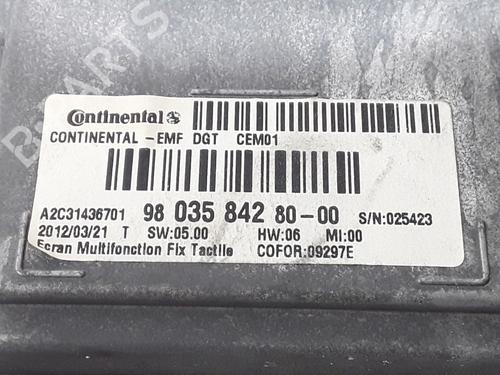 Continental
CONTINENTAL -EMF DGT CEM01
A2C31436701 98 035 842 80-00 S/N:025423
2012/03/21 T SW:05.00 HW:06 MI:00
Ecran Multifonction Fix Tactile COFOR:09297E
B-PARTS